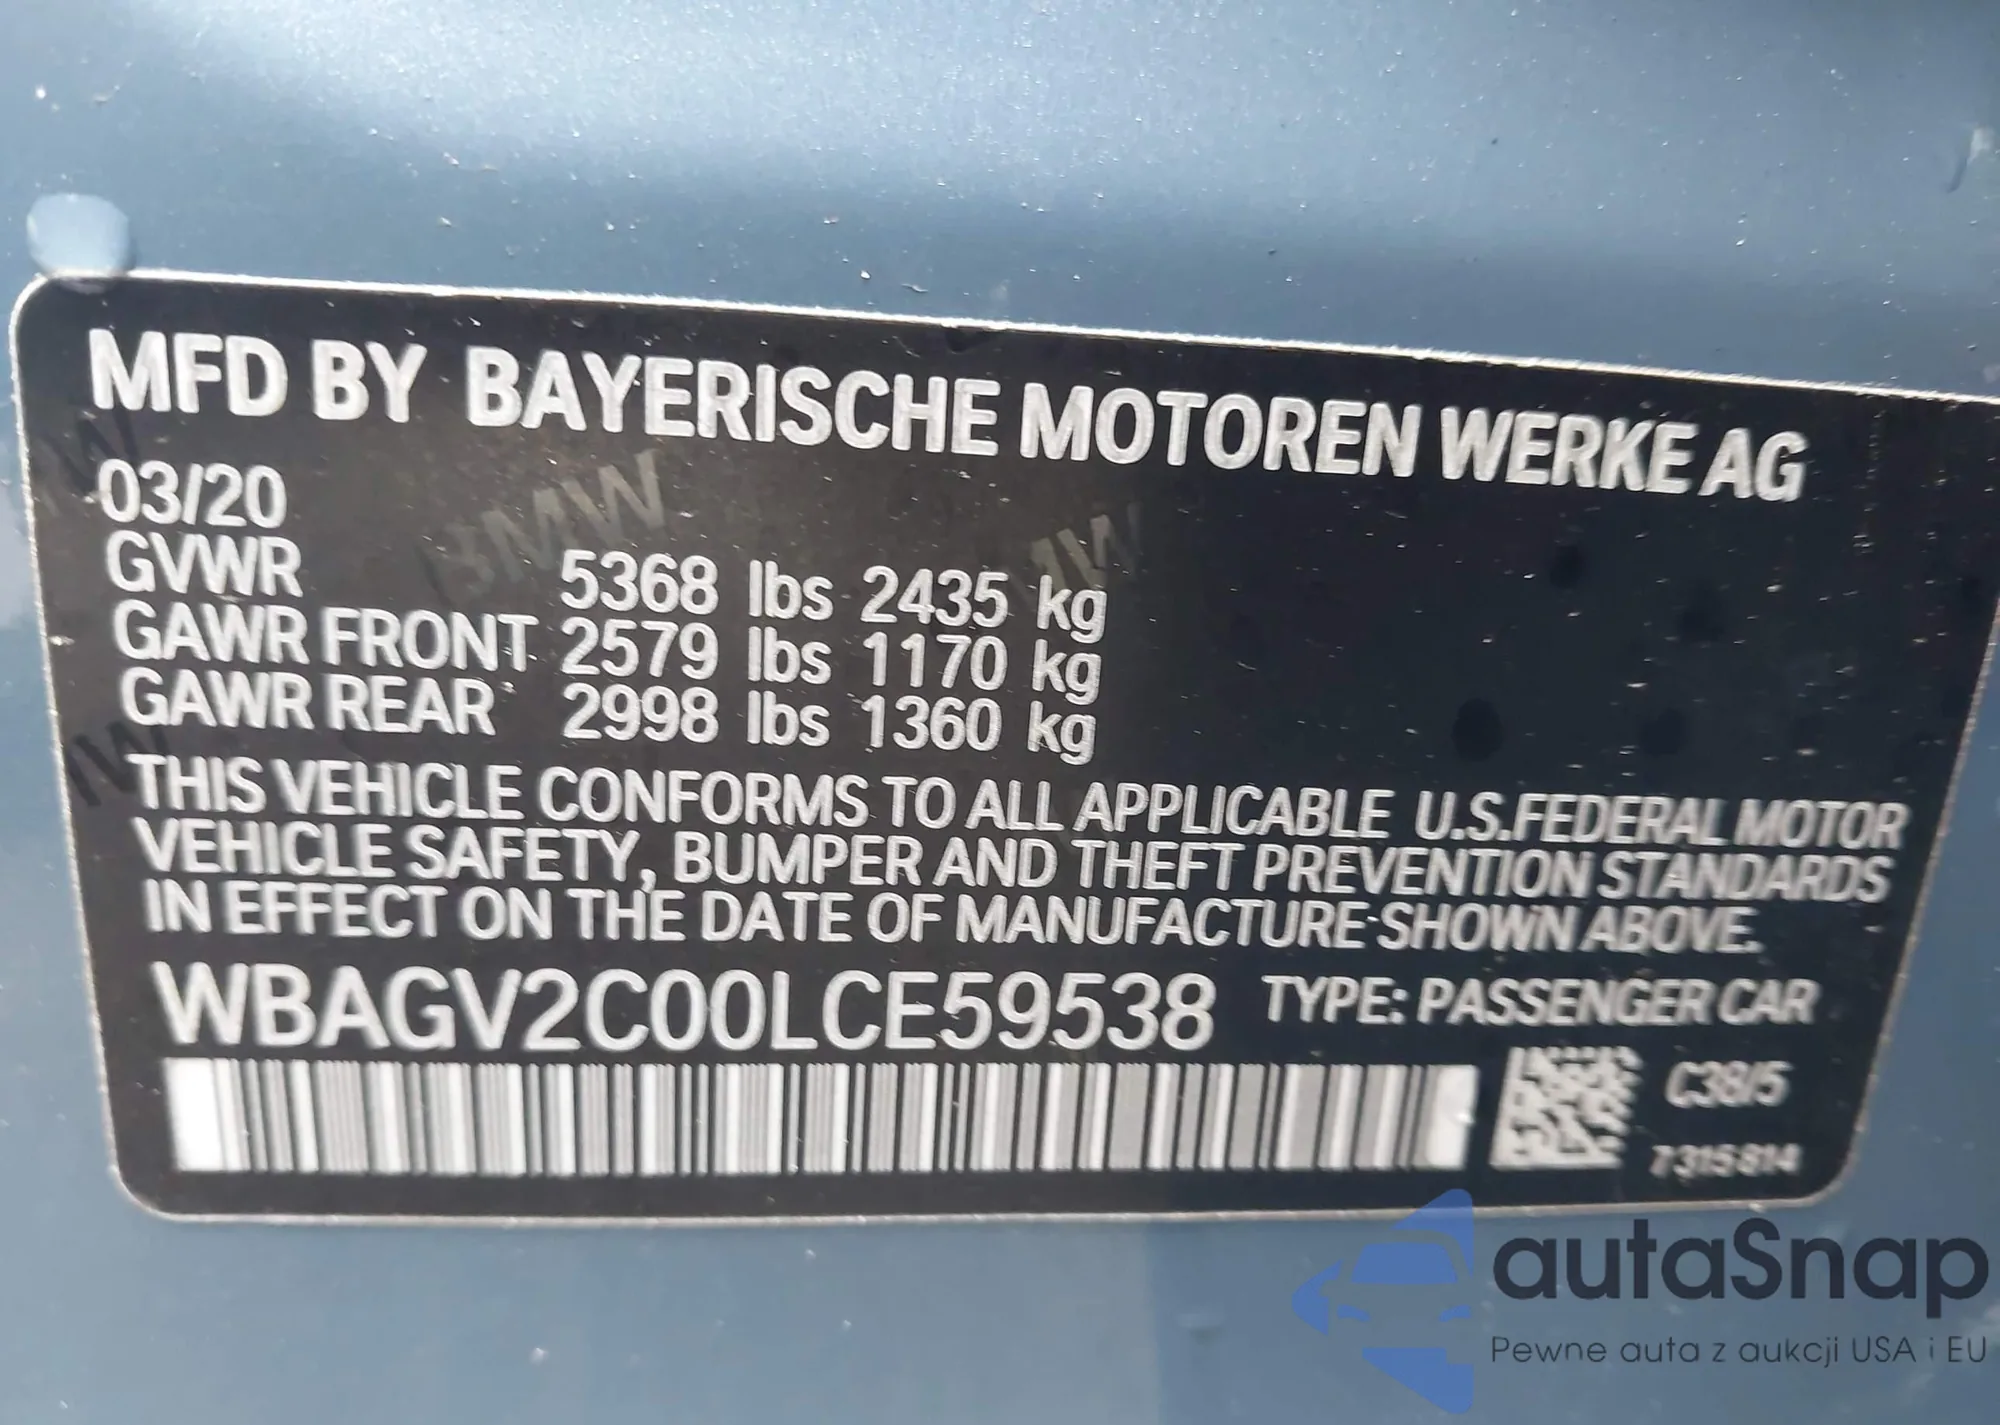 MFD BY BAYERISCHE MOTOREN WERKE AG
03/20
GVWR 5368 lbs 2435 kg
GAWR FRONT 2579 lbs 1170 kg
GAWR REAR 2998 lbs 1360 kg
THIS VEHICLE CONFORMS TO ALL APPLICABLE U.S.FEDERAL MOTOR
VEHICLE SAFETY, BUMPER AND THEFT PREVENTION STANDARDS
IN EFFECT ON THE DATE OF MANUFACTURE SHOWN ABOVE.
WBAGV2C00LCE59538 TYPE: PASSENGER CAR
C38/5
7315814
autaSnap
Pewne auta z aukcji USA i EU